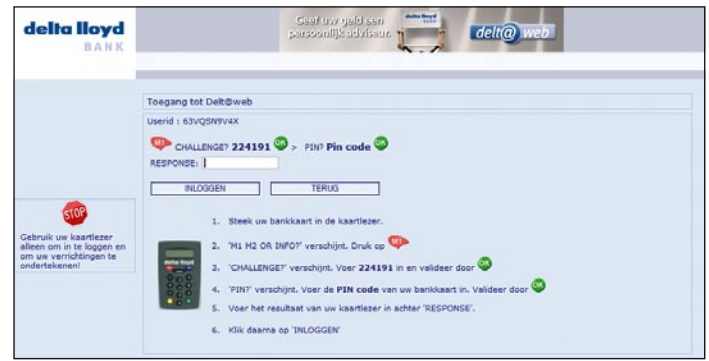 delta lloyd
BANK
Geef uw geld een
persoonlijk adviseur.
delta lloyd
delt@ web
Toegang tot Delt@web
Userid : 63VQSN9V4X
M1 CHALLENGE? 224191 OK > PIN? Pin code OK
RESPONSE:
INLOGGEN TERUG
STOP
Gebruik uw kaartlezer
alleen om in te loggen en
om uw verrichtingen te
ondertekenen!
1. Steek uw bankkaart in de kaartlezer.
2. 'M1 M2 OR INFO?' verschijnt. Druk op M1
3. 'CHALLENGE?' verschijnt. Voer 224191 in en valideer door OK
4. 'PIN?' verschijnt. Voer de PIN code van uw bankkaart in. Valideer door OK
5. Voer het resultaat van uw kaartlezer in achter 'RESPONSE'.
6. Klik daarna op 'INLOGGEN'
delta lloyd